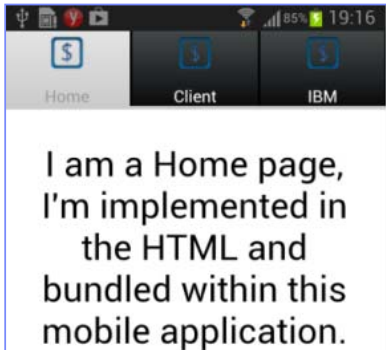 85% 19:16
$ $ $
Home Client IBM
I am a Home page,
I'm implemented in
the HTML and
bundled within this
mobile application.